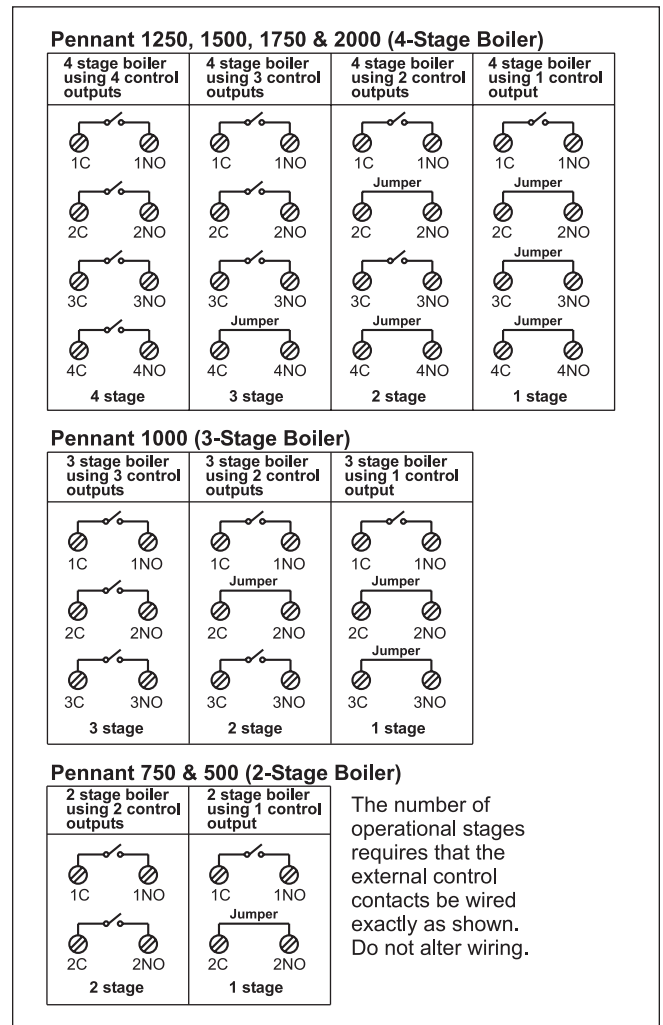 Pennant 1250, 1500, 1750 & 2000 (4-Stage Boiler)
4 stage boiler using 4 control outputs
4 stage boiler using 3 control outputs
4 stage boiler using 2 control outputs
4 stage boiler using 1 control output
1C 1NO 1C 1NO 1C 1NO 1C 1NO
Jumper Jumper
2C 2NO 2C 2NO 2C 2NO 2C 2NO
Jumper
3C 3NO 3C 3NO 3C 3NO 3C 3NO
Jumper Jumper Jumper
4C 4NO 4C 4NO 4C 4NO 4C 4NO
4 stage 3 stage 2 stage 1 stage
Pennant 1000 (3-Stage Boiler)
3 stage boiler using 3 control outputs
3 stage boiler using 2 control outputs
3 stage boiler using 1 control output
1C 1NO 1C 1NO 1C 1NO
Jumper Jumper
2C 2NO 2C 2NO 2C 2NO
Jumper
3C 3NO 3C 3NO 3C 3NO
3 stage 2 stage 1 stage
Pennant 750 & 500 (2-Stage Boiler)
2 stage boiler using 2 control outputs
2 stage boiler using 1 control output
1C 1NO 1C 1NO
Jumper
2C 2NO 2C 2NO
2 stage 1 stage
The number of
operational stages
requires that the
external control
contacts be wired
exactly as shown.
Do not alter wiring.